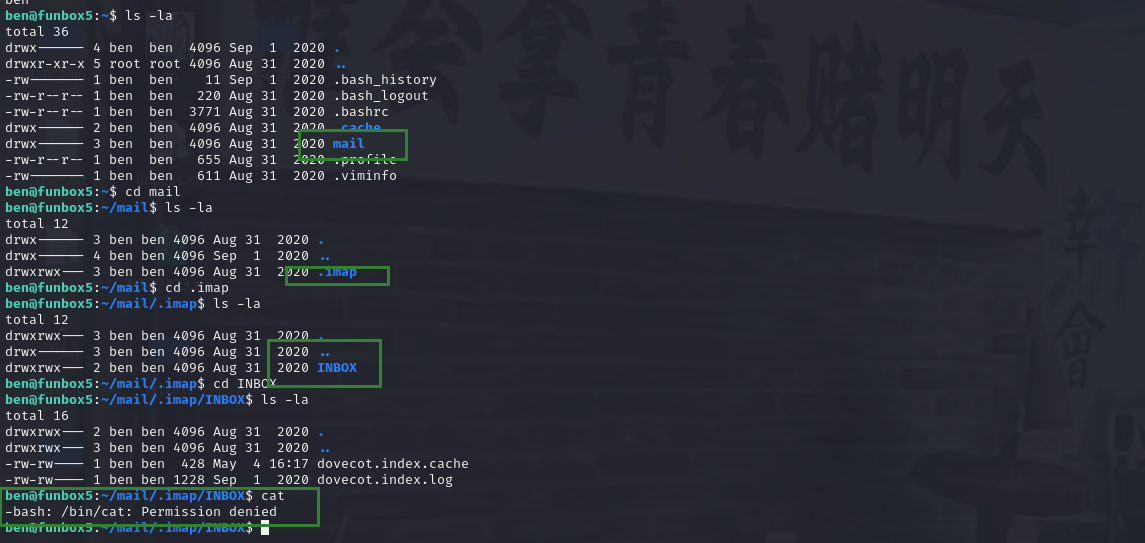 ben
ben@funbox5:~$ ls -la
total 36
drwx------ 4 ben  ben  4096 Sep  1  2020 .
drwxr-xr-x 5 root root 4096 Aug 31  2020 ..
-rw------- 1 ben  ben    11 Sep  1  2020 .bash_history
-rw-r--r-- 1 ben  ben   220 Aug 31  2020 .bash_logout
-rw-r--r-- 1 ben  ben  3771 Aug 31  2020 .bashrc
drwx------ 2 ben  ben  4096 Aug 31  2020 .cache
drwx------ 3 ben  ben  4096 Aug 31  2020 mail
-rw-r--r-- 1 ben  ben   655 Aug 31  2020 .profile
-rw------- 1 ben  ben   611 Aug 31  2020 .viminfo
ben@funbox5:~$ cd mail
ben@funbox5:~/mail$ ls -la
total 12
drwx------ 3 ben ben 4096 Aug 31  2020 .
drwx------ 4 ben ben 4096 Sep  1  2020 ..
drwxrwx--- 3 ben ben 4096 Aug 31  2020 .imap
ben@funbox5:~/mail$ cd .imap
ben@funbox5:~/mail/.imap$ ls -la
total 12
drwxrwx--- 3 ben ben 4096 Aug 31  2020 .
drwx------ 3 ben ben 4096 Aug 31  2020 ..
drwxrwx--- 2 ben ben 4096 Aug 31  2020 INBOX
ben@funbox5:~/mail/.imap$ cd INBOX
ben@funbox5:~/mail/.imap/INBOX$ ls -la
total 16
drwxrwx--- 2 ben ben 4096 Aug 31  2020 .
drwxrwx--- 3 ben ben 4096 Aug 31  2020 ..
-rw-rw---- 1 ben ben  428 May  4 16:17 dovecot.index.cache
-rw-rw---- 1 ben ben 1228 Sep  1  2020 dovecot.index.log
ben@funbox5:~/mail/.imap/INBOX$ cat
-bash: /bin/cat: Permission denied
ben@funbox5:~/mail/.imap/INBOX$
會拿青春賭明天